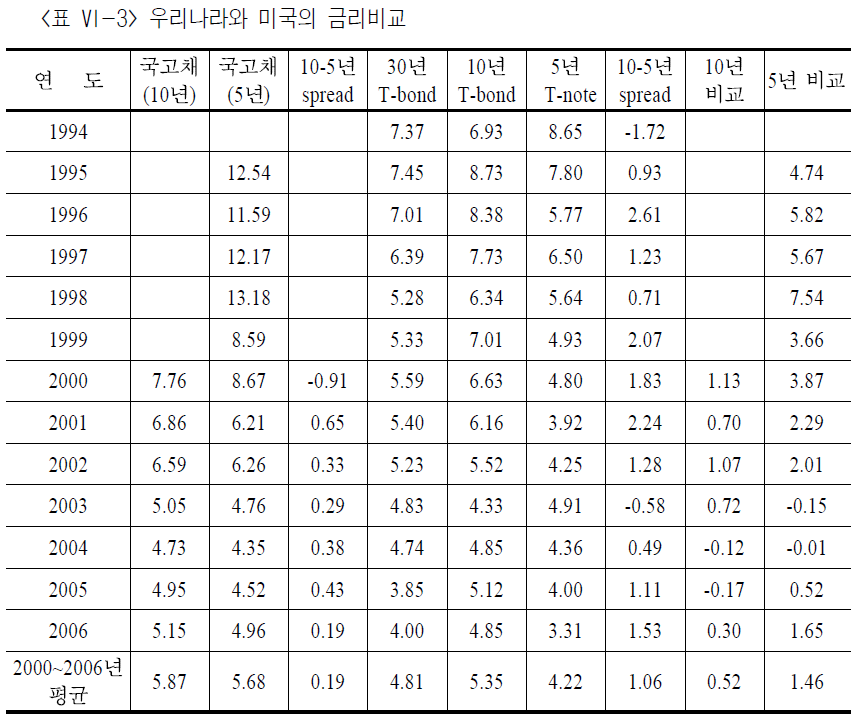 <표 Ⅵ-3> 우리나라와 미국의 금리비교
연 도 국고채 (10년) 국고채 (5년) 10-5년 spread 30년 T-bond 10년 T-bond 5년 T-note 10-5년 spread 10년 비교 5년 비교
1994 7.37 6.93 8.65 -1.72
1995 12.54 7.45 8.73 7.80 0.93 4.74
1996 11.59 7.01 8.38 5.77 2.61 5.82
1997 12.17 6.39 7.73 6.50 1.23 5.67
1998 13.18 5.28 6.34 5.64 0.71 7.54
1999 8.59 5.33 7.01 4.93 2.07 3.66
2000 7.76 8.67 -0.91 5.59 6.63 4.80 1.83 1.13 3.87
2001 6.86 6.21 0.65 5.40 6.16 3.92 2.24 0.70 2.29
2002 6.59 6.26 0.33 5.23 5.52 4.25 1.28 1.07 2.01
2003 5.05 4.76 0.29 4.83 4.33 4.91 -0.58 0.72 -0.15
2004 4.73 4.35 0.38 4.74 4.85 4.36 0.49 -0.12 -0.01
2005 4.95 4.52 0.43 3.85 5.12 4.00 1.11 -0.17 0.52
2006 5.15 4.96 0.19 4.00 4.85 3.31 1.53 0.30 1.65
2000~2006년 평균 5.87 5.68 0.19 4.81 5.35 4.22 1.06 0.52 1.46